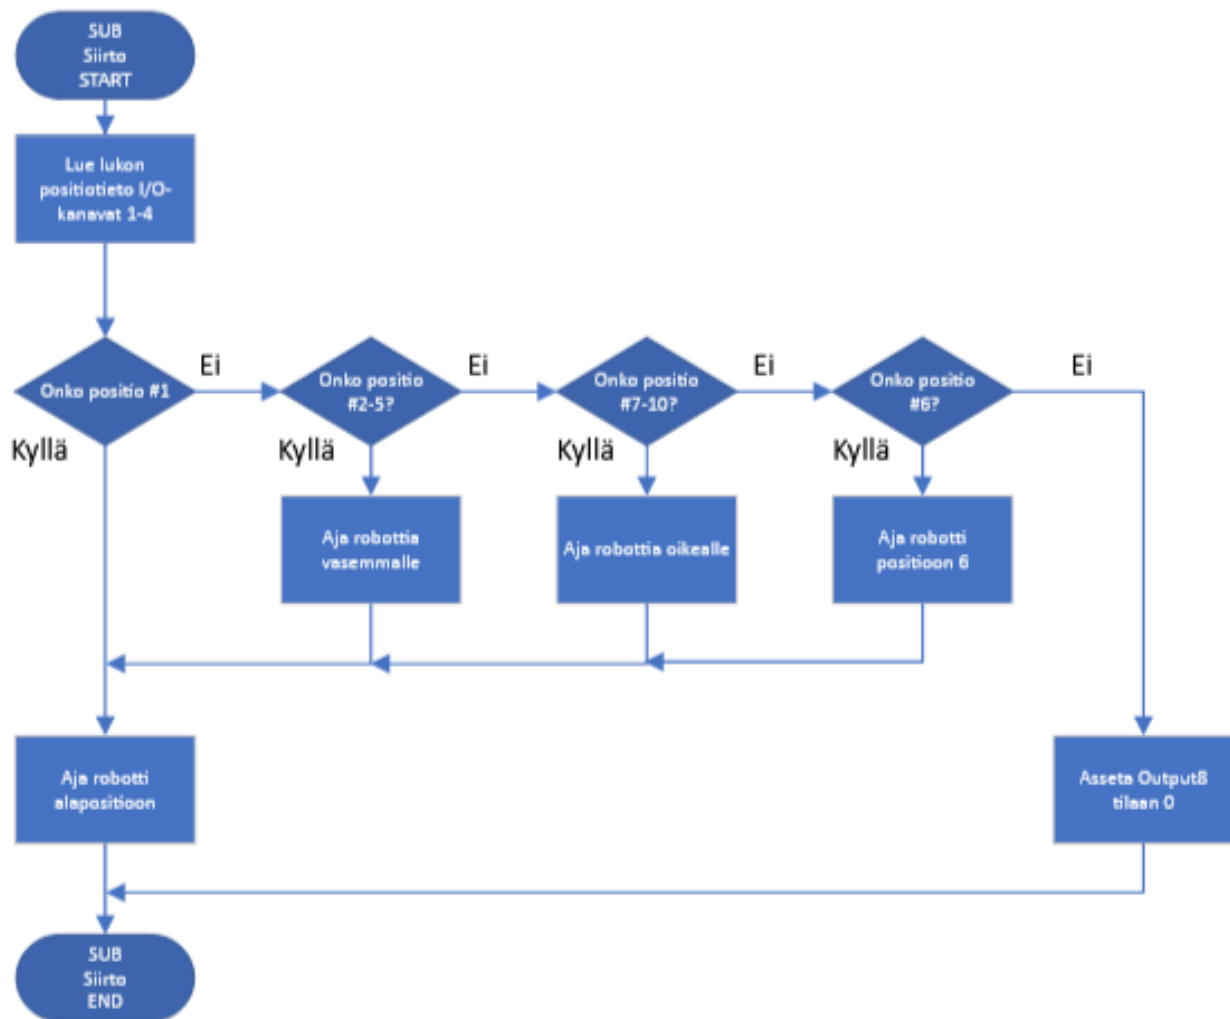 SUB
Siirto
START
Lue lukon
positiotieto I/O-
kanavat 1-4
Onko positio #1
Ei
Kyllä
Onko positio
#2-5?
Ei
Kyllä
Onko positio
#7-10?
Ei
Kyllä
Onko positio
#6?
Ei
Kyllä
Aja robottia
vasemmalle
Aja robottia oikealle
Aja robotti
positioon 6
Aja robotti
alapositioon
Asseta Output8
tilaan 0
SUB
Siirto
END